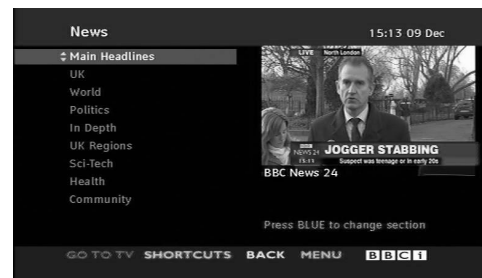 News
15:13 09 Dec
Main Headlines
UK
World
Politics
In Depth
UK Regions
Sci-Tech
Health
Community
LIVE North London
BBC
NEWS 24
15:13
JOGGER STABBING
Suspect was teenage or in early 20s
BBC News 24
Press BLUE to change section
GO TO TV SHORTCUTS BACK MENU BBCi